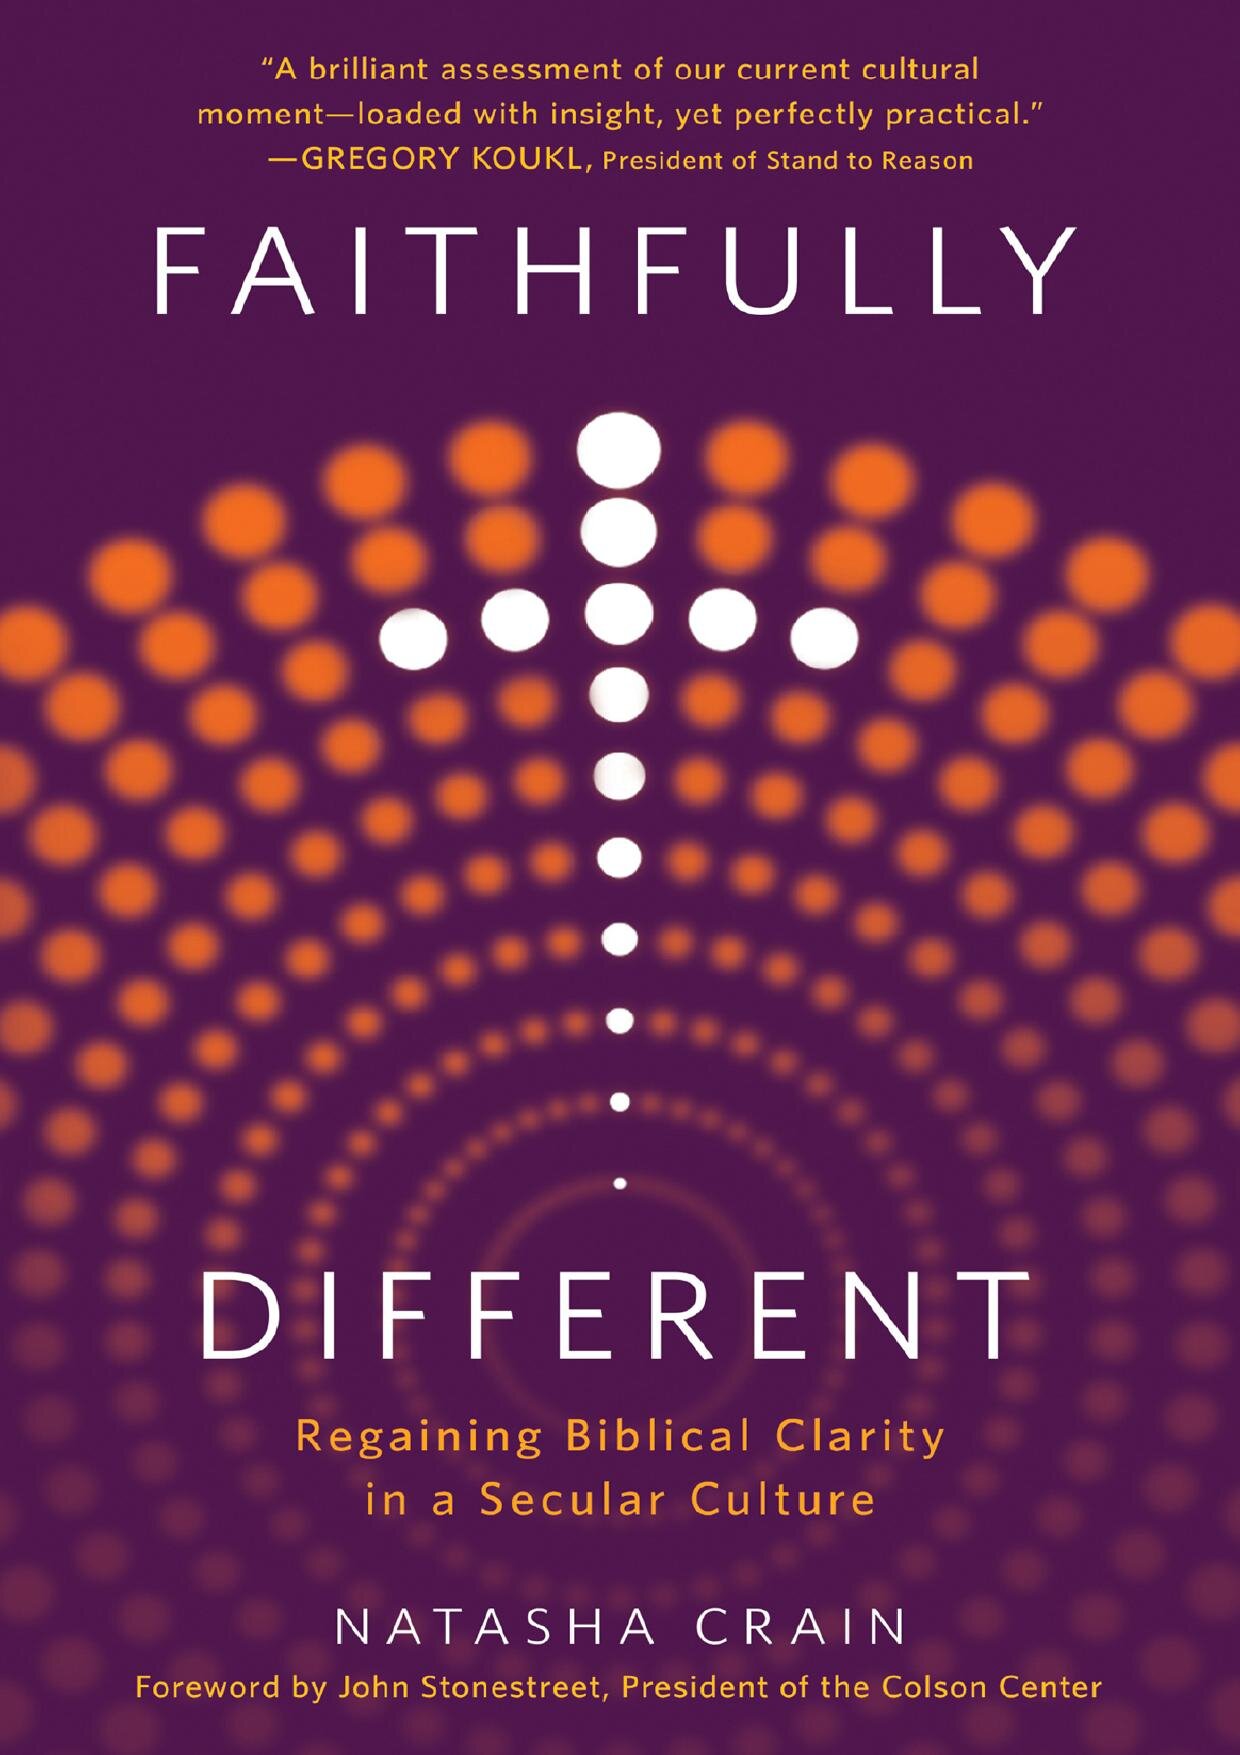 “A brilliant assessment of our current cultural
moment—loaded with insight, yet perfectly practical.”
—GREGORY KOUKL, President of Stand to Reason
FAITHFULLY
DIFFERENT
Regaining Biblical Clarity
in a Secular Culture
NATASHA CRAIN
Foreword by John Stonestreet, President of the Colson Center